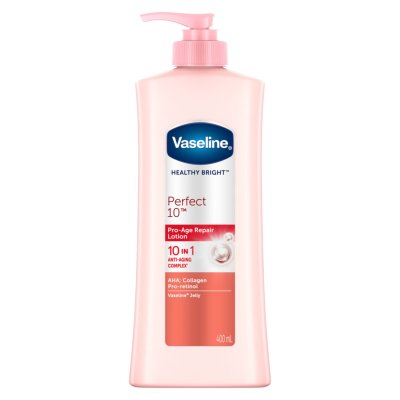 Vaseline®
HEALTHY BRIGHT™
Perfect
10™
Pro-Age Repair
Lotion
10 IN 1
ANTI-AGING
COMPLEX*
AHA; Collagen
Pro-retinol
Vaseline® Jelly
400 mL